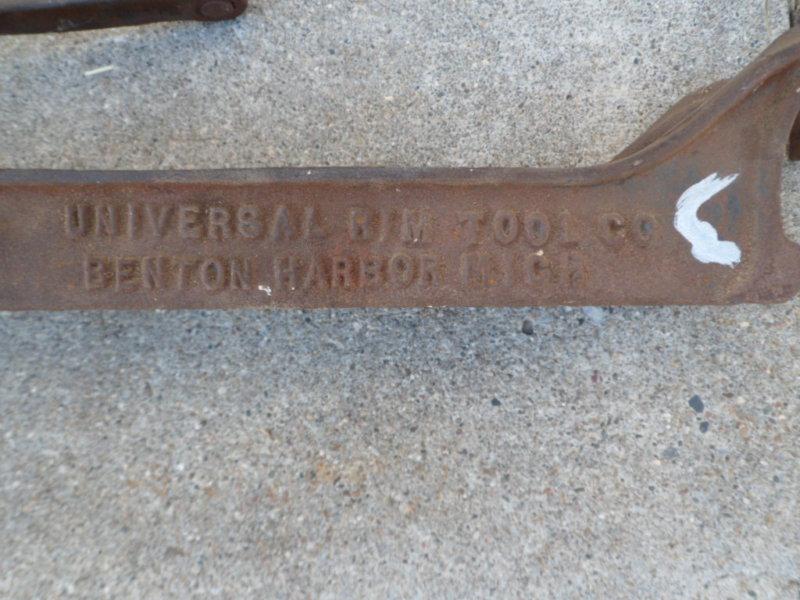 UNIVERSAL RIM TOOL CO
BENTON HARBOR MICH